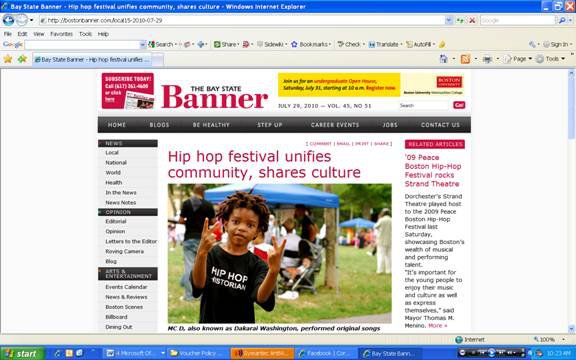 Bay State Banner - Hip hop festival unifies community, shares culture - Windows Internet Explorer
http://bostonbanner.com/local15-2010-07-29
Google
File Edit View Favorites Tools Help
Google Search Share Sidewiki Bookmarks Check Translate AutoFill Sign In
Bay State Banner - Hip hop festival unifies ...
Page Tools
SUBSCRIBE TODAY!
Call (617) 261-4600
or click
here
THE BAY STATE
Banner
Join us for an undergraduate Open House,
Saturday, July 31, starting at 10 a.m. Register now.
BOSTON
UNIVERSITY
Boston University Metropolitan College
JULY 29, 2010 — VOL. 45, NO 51
Search Go!
HOME BLOGS BE HEALTHY STEP UP CAREER EVENTS JOBS CONTACT US
NEWS
Local
National
World
Health
In the News
News Notes
OPINION
Editorial
Opinion
Letters to the Editor
Roving Camera
Blog
ARTS &
ENTERTAINMENT
Events Calendar
News & Reviews
Boston Scenes
Billboard
Dining Out
[ COMMENT | EMAIL | PRINT | SHARE ]
Hip hop festival unifies
community, shares culture
HIP HOP
HISTORIAN
MC D, also known as Dakarai Washington, performed original songs
RELATED ARTICLES
'09 Peace
Boston Hip-Hop
Festival rocks
Strand Theatre
Dorchester's Strand
Theatre played host
to the 2009 Peace
Boston Hip-Hop
Festival last
Saturday,
showcasing Boston's
wealth of musical
and performing
talent.
"It's important for
the young people to
enjoy their music
and culture as well
as express
themselves," said
Mayor Thomas M.
Menino. More »
Internet 100%
start 4 Microsoft Of... Voucher Policy ... Symantec AntiVi... Facebook | Cor... Bay State Bann... 10:23 AM